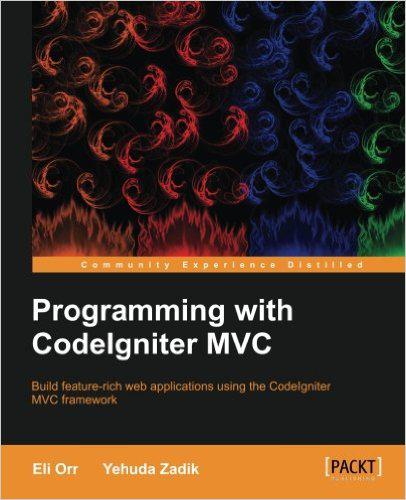 Community Experience Distilled
Programming with
CodeIgniter MVC
Build feature-rich web applications using the CodeIgniter
MVC framework
Eli Orr Yehuda Zadik
[PACKT]
PUBLISHING